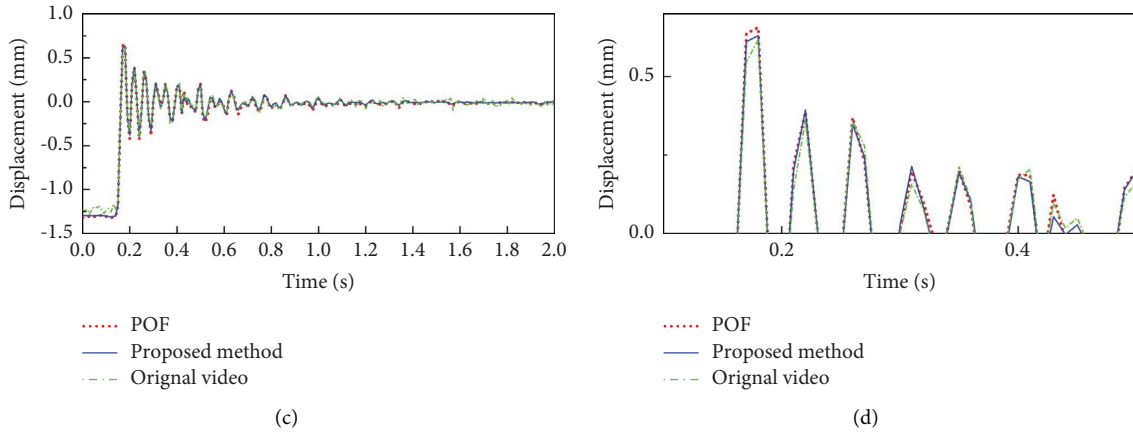 1.0
0.5
0.0
-0.5
-1.0
-1.5
Displacement (mm)
0.0 0.2 0.4 0.6 0.8 1.0 1.2 1.4 1.6 1.8 2.0
Time (s)
POF
Proposed method
Orignal video
(c)
0.5
0.0
Displacement (mm)
0.2 0.4
Time (s)
POF
Proposed method
Orignal video
(d)